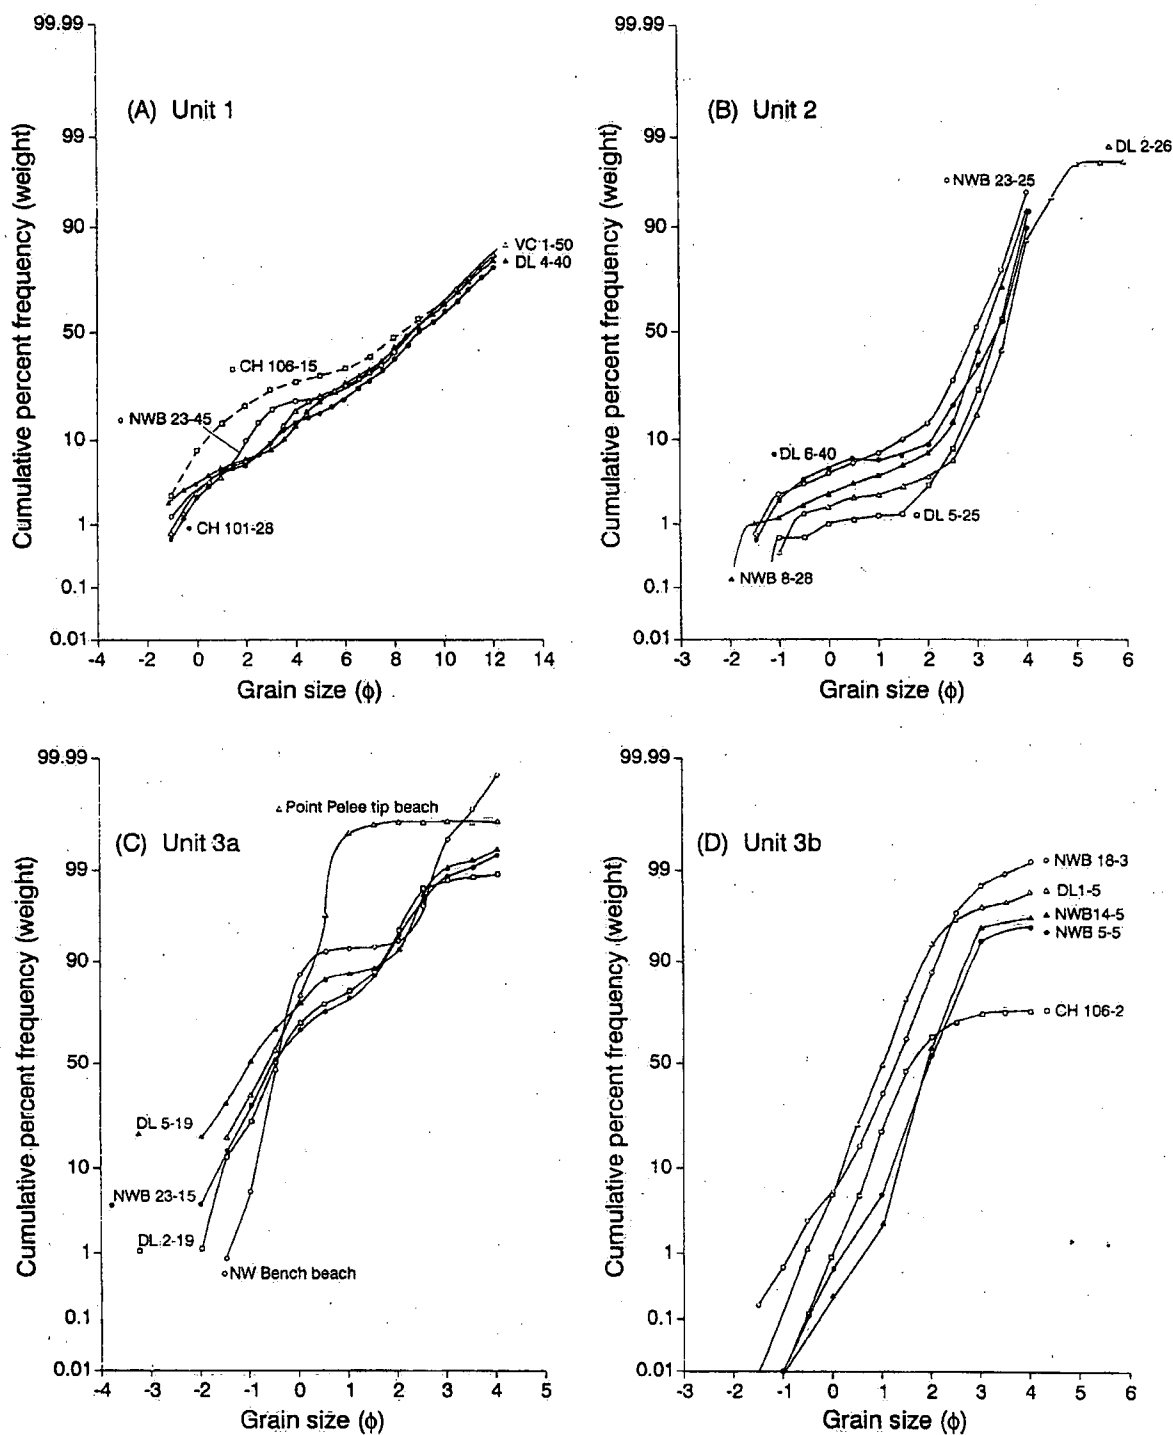 (A) Unit 1
Cumulative percent frequency (weight)
99.99
99
90
50
10
1
0.1
0.01
VC 1-50
DL 4-40
CH 106-15
NWB 23-45
CH 101-28
-4 -2 0 2 4 6 8 10 12 14
Grain size (ϕ)
(B) Unit 2
Cumulative percent frequency (weight)
99.99
99
90
50
10
1
0.1
0.01
DL 2-26
NWB 23-25
DL 6-40
DL 5-25
NWB 8-28
-3 -2 -1 0 1 2 3 4 5 6
Grain size (ϕ)
(C) Unit 3a
Cumulative percent frequency (weight)
99.99
99
90
50
10
1
0.1
0.01
Point Pelee tip beach
DL 5-19
NWB 23-15
DL 2-19
NW Bench beach
-4 -3 -2 -1 0 1 2 3 4 5
Grain size (ϕ)
(D) Unit 3b
Cumulative percent frequency (weight)
99.99
99
90
50
10
1
0.1
0.01
NWB 18-3
DL1-5
NWB14-5
NWB 5-5
CH 106-2
-3 -2 -1 0 1 2 3 4 5 6
Grain size (ϕ)